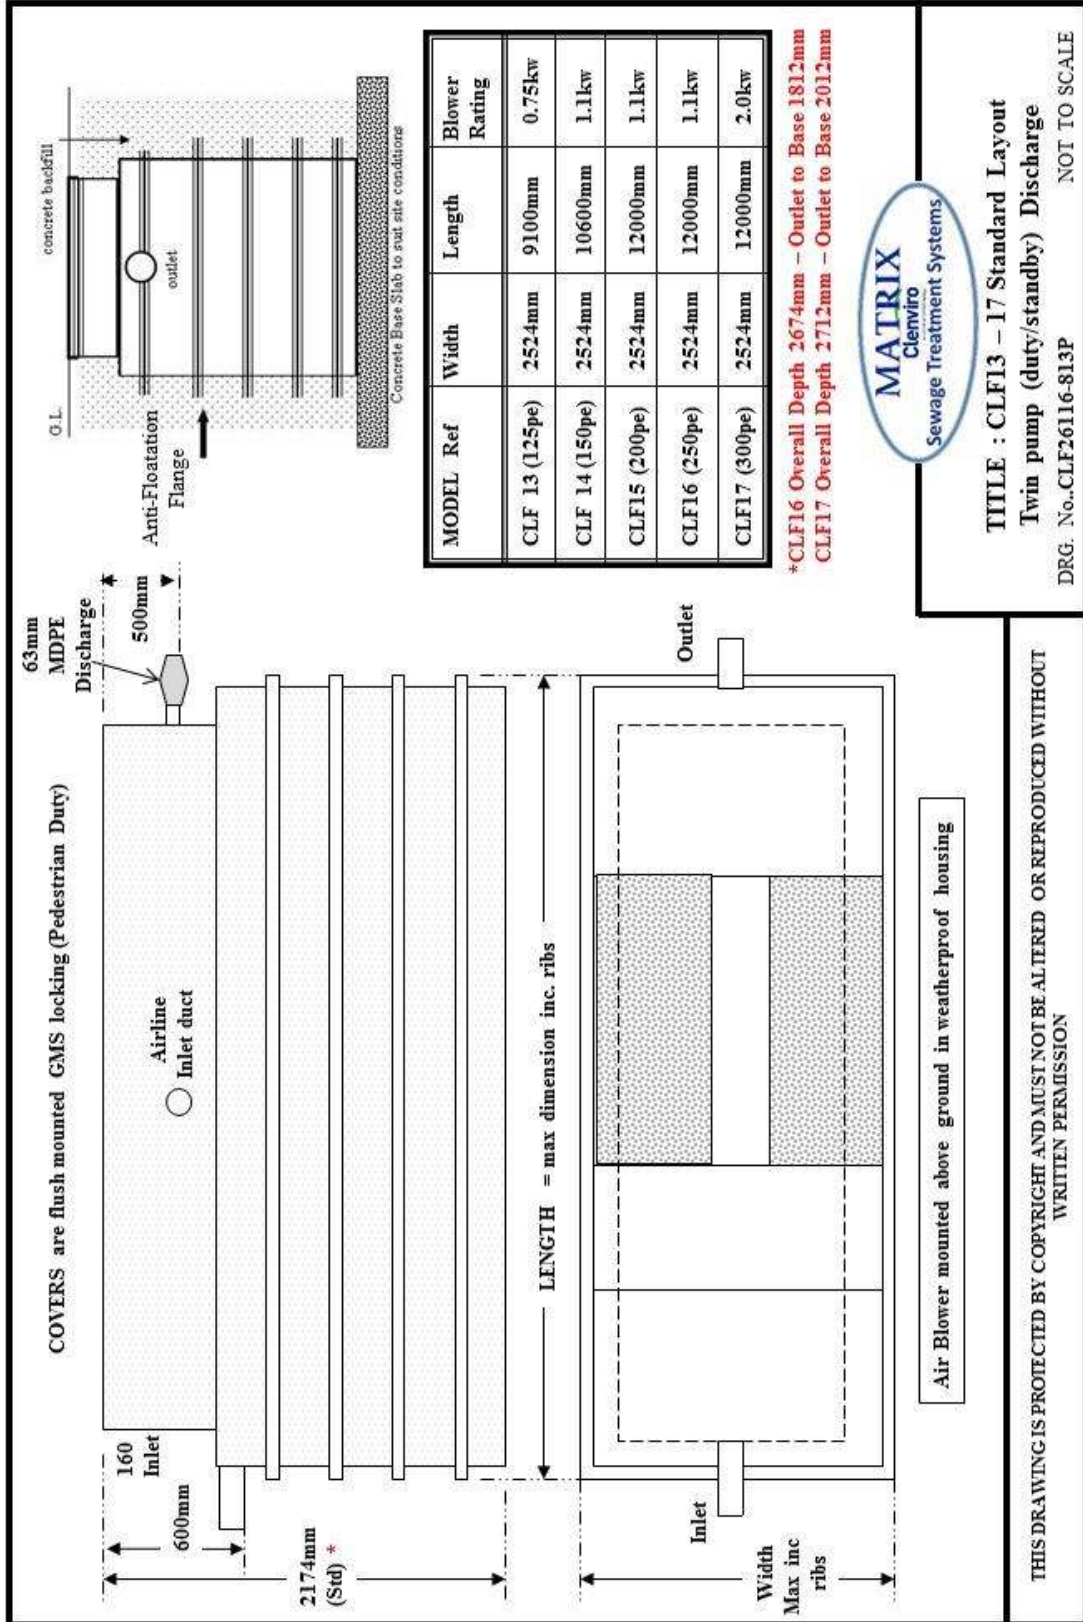 COVERS are flush mounted GMS locking (Pedestrian Duty)
63mm
MDPE
Discharge
500mm
160
Inlet
600mm
2174mm
(Std) *
Airline
Inlet duct
G.L.
concrete backfill
Anti-Floatation
Flange
outlet
Concrete Base Slab to suit site conditions
LENGTH = max dimension inc. ribs
Inlet
Outlet
Width
Max inc
ribs
Air Blower mounted above ground in weatherproof housing
MODEL Ref Width Length Blower Rating
CLF 13 (125pe) 2524mm 9100mm 0.75kw
CLF 14 (150pe) 2524mm 10600mm 1.1kw
CLF15 (200pe) 2524mm 12000mm 1.1kw
CLF16 (250pe) 2524mm 12000mm 1.1kw
CLF17 (300pe) 2524mm 12000mm 2.0kw
*CLF16 Overall Depth 2674mm – Outlet to Base 1812mm
CLF17 Overall Depth 2712mm – Outlet to Base 2012mm
MATRIX
Clenviro
Sewage Treatment Systems
TITLE : CLF13 – 17 Standard Layout
Twin pump (duty/standby) Discharge
DRG. No..CLF26116-813P NOT TO SCALE
THIS DRAWING IS PROTECTED BY COPYRIGHT AND MUST NOT BE ALTERED OR REPRODUCED WITHOUT
WRITTEN PERMISSION